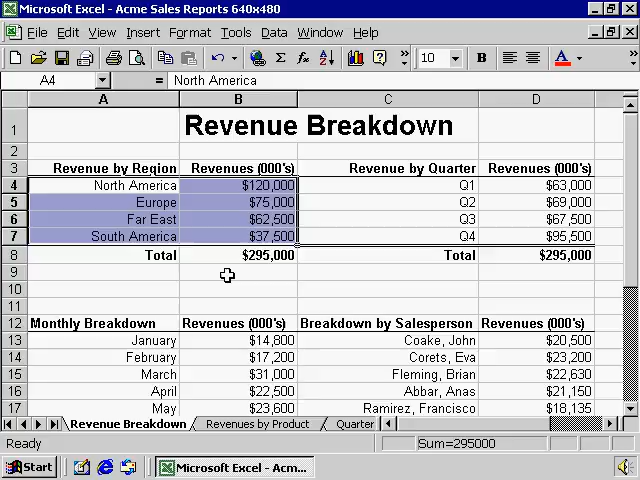 Microsoft Excel - Acme Sales Reports 640x480
File Edit View Insert Format Tools Data Window Help
10 B A
A4 = North America
A B C D
1 Revenue Breakdown
2
3 Revenue by Region Revenues (000's) Revenue by Quarter Revenues (000's)
4 North America $120,000 Q1 $63,000
5 Europe $75,000 Q2 $69,000
6 Far East $62,500 Q3 $67,500
7 South America $37,500 Q4 $95,500
8 Total $295,000 Total $295,000
9
10
11
12 Monthly Breakdown Revenues (000's) Breakdown by Salesperson Revenues (000's)
13 January $14,800 Coake, John $20,500
14 February $17,200 Corets, Eva $23,200
15 March $31,000 Fleming, Brian $22,630
16 April $22,500 Abbar, Anas $21,150
17 May $23,600 Ramirez, Francisco $18,135
Revenue Breakdown Revenues by Product Quarter
Ready Sum=295000
Start Microsoft Excel - Acm...